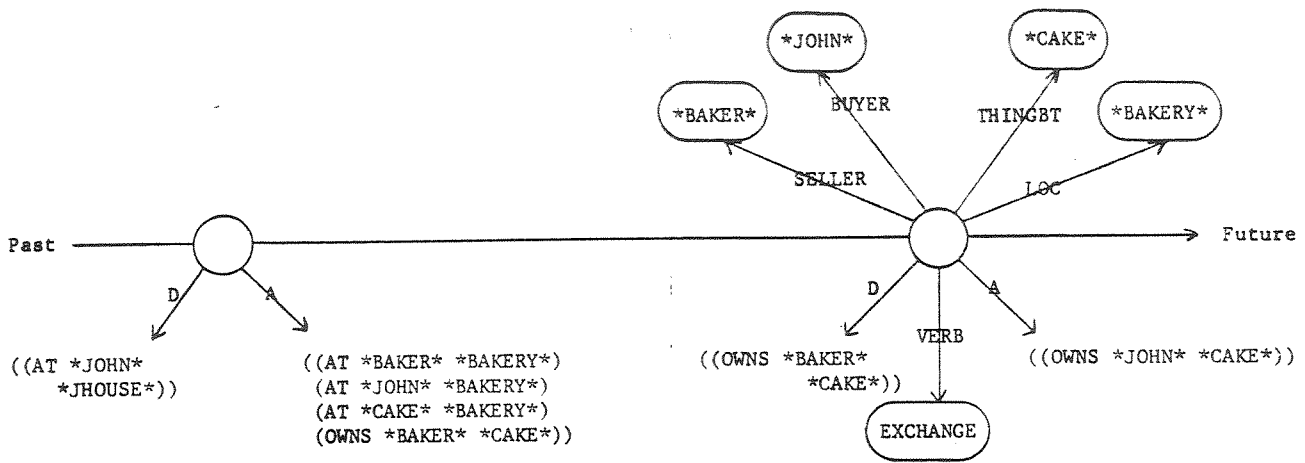 *JOHN*
*CAKE*
*BAKER*
BUYER
THINGBT
*BAKERY*
SELLER
LOC
Past
Future
D
A
D
VERB
A
((AT *JOHN*
*JHOUSE*))
((AT *BAKER* *BAKERY*)
(AT *JOHN* *BAKERY*)
(AT *CAKE* *BAKERY*)
(OWNS *BAKER* *CAKE*))
((OWNS *BAKER*
*CAKE*))
((OWNS *JOHN* *CAKE*))
EXCHANGE